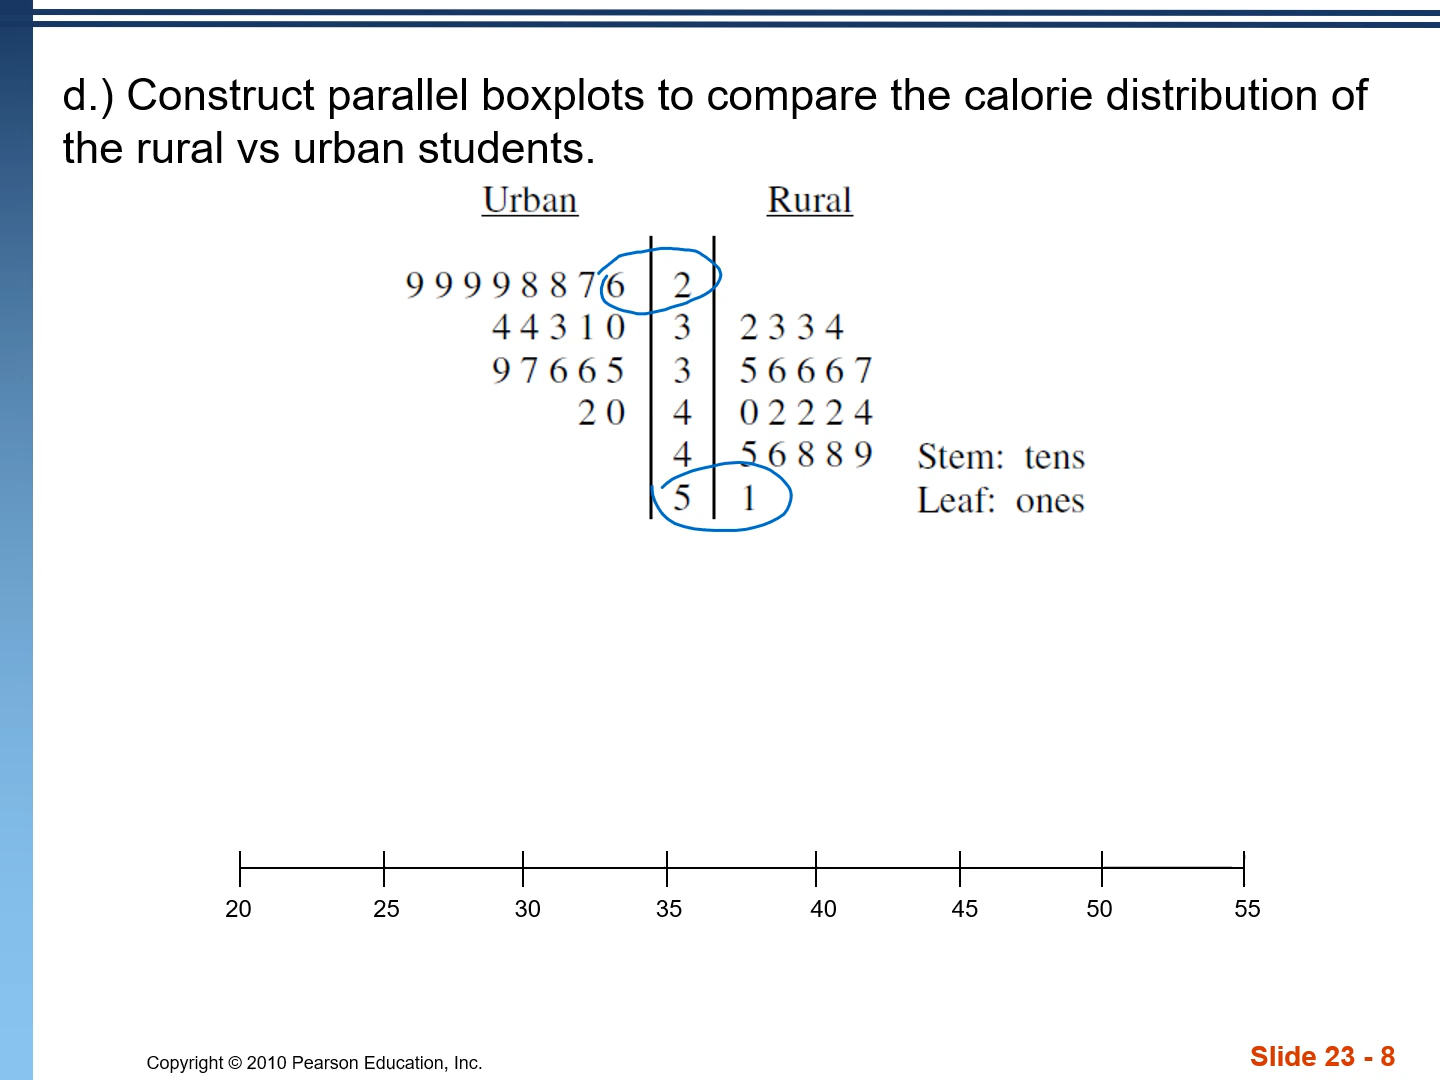 d.) Construct parallel boxplots to compare the calorie distribution of
the rural vs urban students.
Urban Rural
9 9 9 9 8 8 7 6 2
4 4 3 1 0 3 2 3 3 4
9 7 6 6 5 3 5 6 6 6 7
2 0 4 0 2 2 2 4
4 5 6 8 8 9 Stem: tens
5 1 Leaf: ones
20 25 30 35 40 45 50 55
Copyright © 2010 Pearson Education, Inc.
Slide 23 - 8